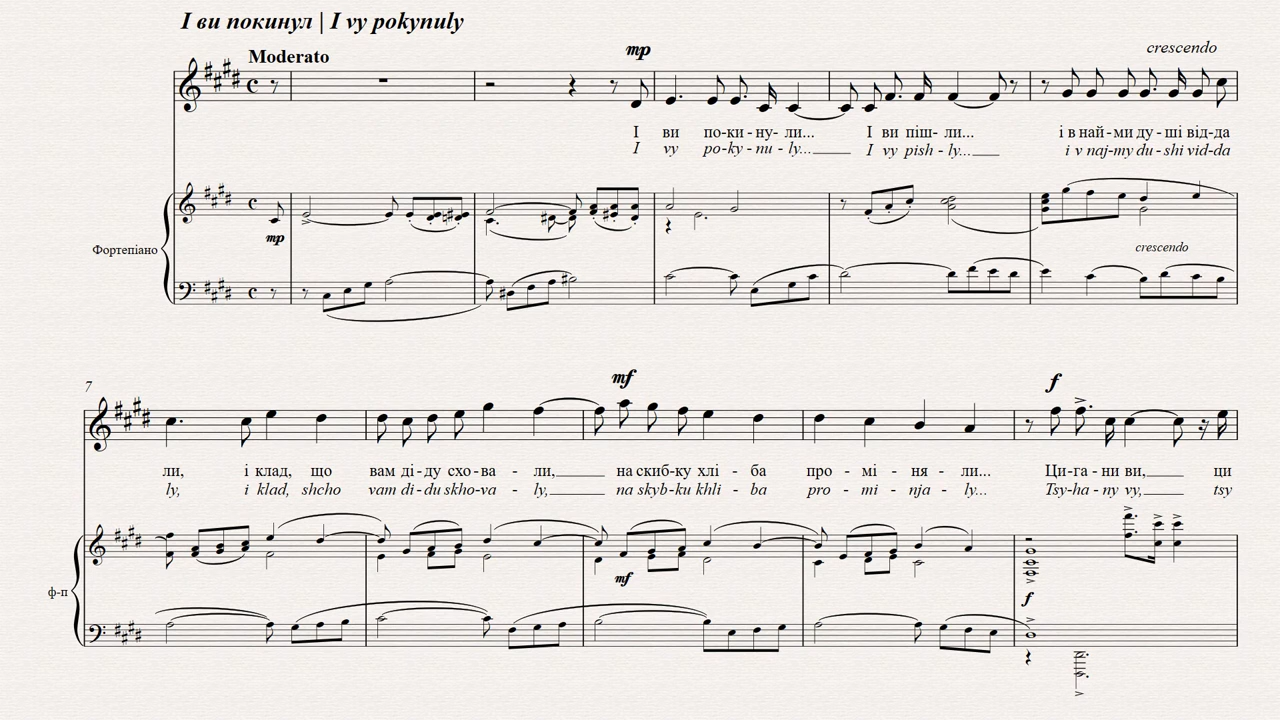 І ви покинул | I vy pokynuly
Moderato
mp
crescendo
І ви по-ки-ну-ли... І ви піш-ли... і в най-ми ду-ші від-да
I vy po-ky-nu-ly... I vy pish-ly... i v naj-my du-shi vid-da
mp
Фортепіано
crescendo
7
mf
f
ли, і клад, що вам ді-ду схо-ва-ли, на скиб-ку хлі-ба про-мі-ня-ли... Ци-га-ни ви, ци
ly, i klad, shcho vam di-du skho-va-ly, na skyb-ku khli-ba pro-mi-nja-ly... Tsy-ha-ny vy, tsy
mf
ф-п
f